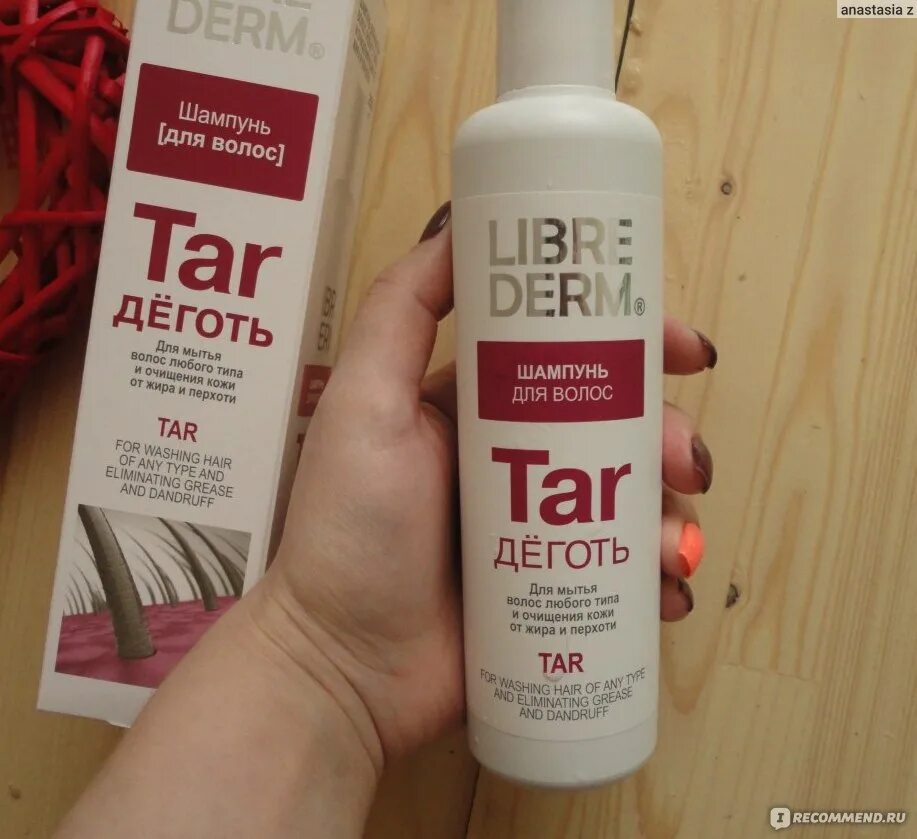 anastasia z
DERM®
Шампунь
[для волос]
Tar
ДЁГОТЬ
Для мытья
волос любого типа
и очищения кожи
от жира и перхоти
TAR
FOR WASHING HAIR
OF ANY TYPE AND
ELIMINATING GREASE
AND DANDRUFF
LIBRE
DERM®
ШАМПУНЬ
ДЛЯ ВОЛОС
Tar
ДЁГОТЬ
Для мытья
волос любого типа
и очищения кожи
от жира и перхоти
TAR
FOR WASHING HAIR OF ANY TYPE
AND ELIMINATING GREASE
AND DANDRUFF
IRECOMMEND.RU